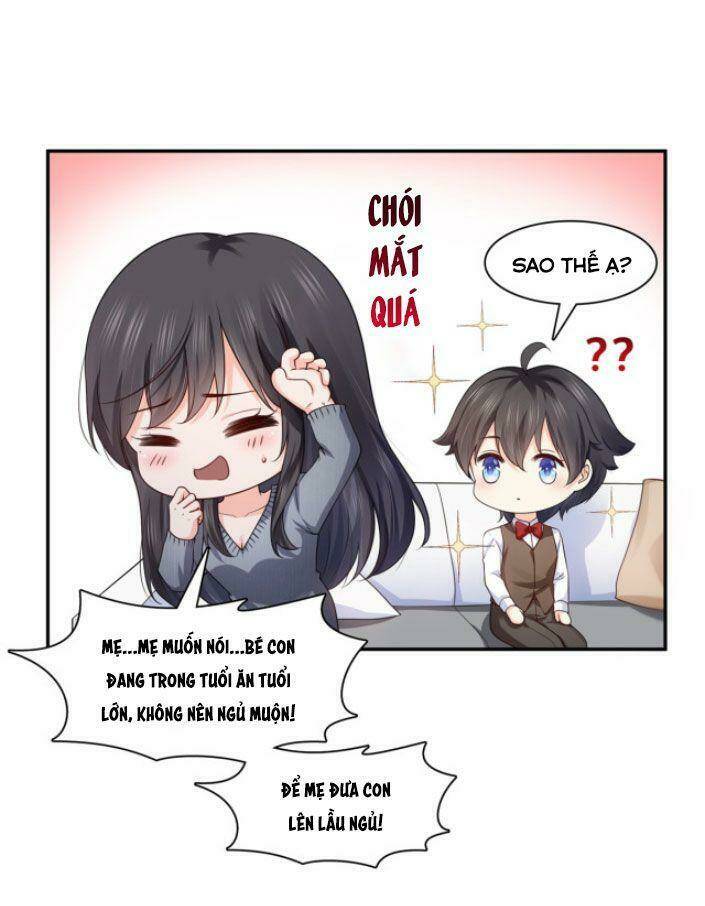 CHÓI
MẮT
QUÁ
SAO THẾ Ạ?
??
MẸ...MẸ MUỐN NÓI...BÉ CON
ĐANG TRONG TUỔI ĂN TUỔI
LỚN, KHÔNG NÊN NGỦ MUỘN!
ĐỂ MẸ ĐƯA CON
LÊN LẦU NGỦ!